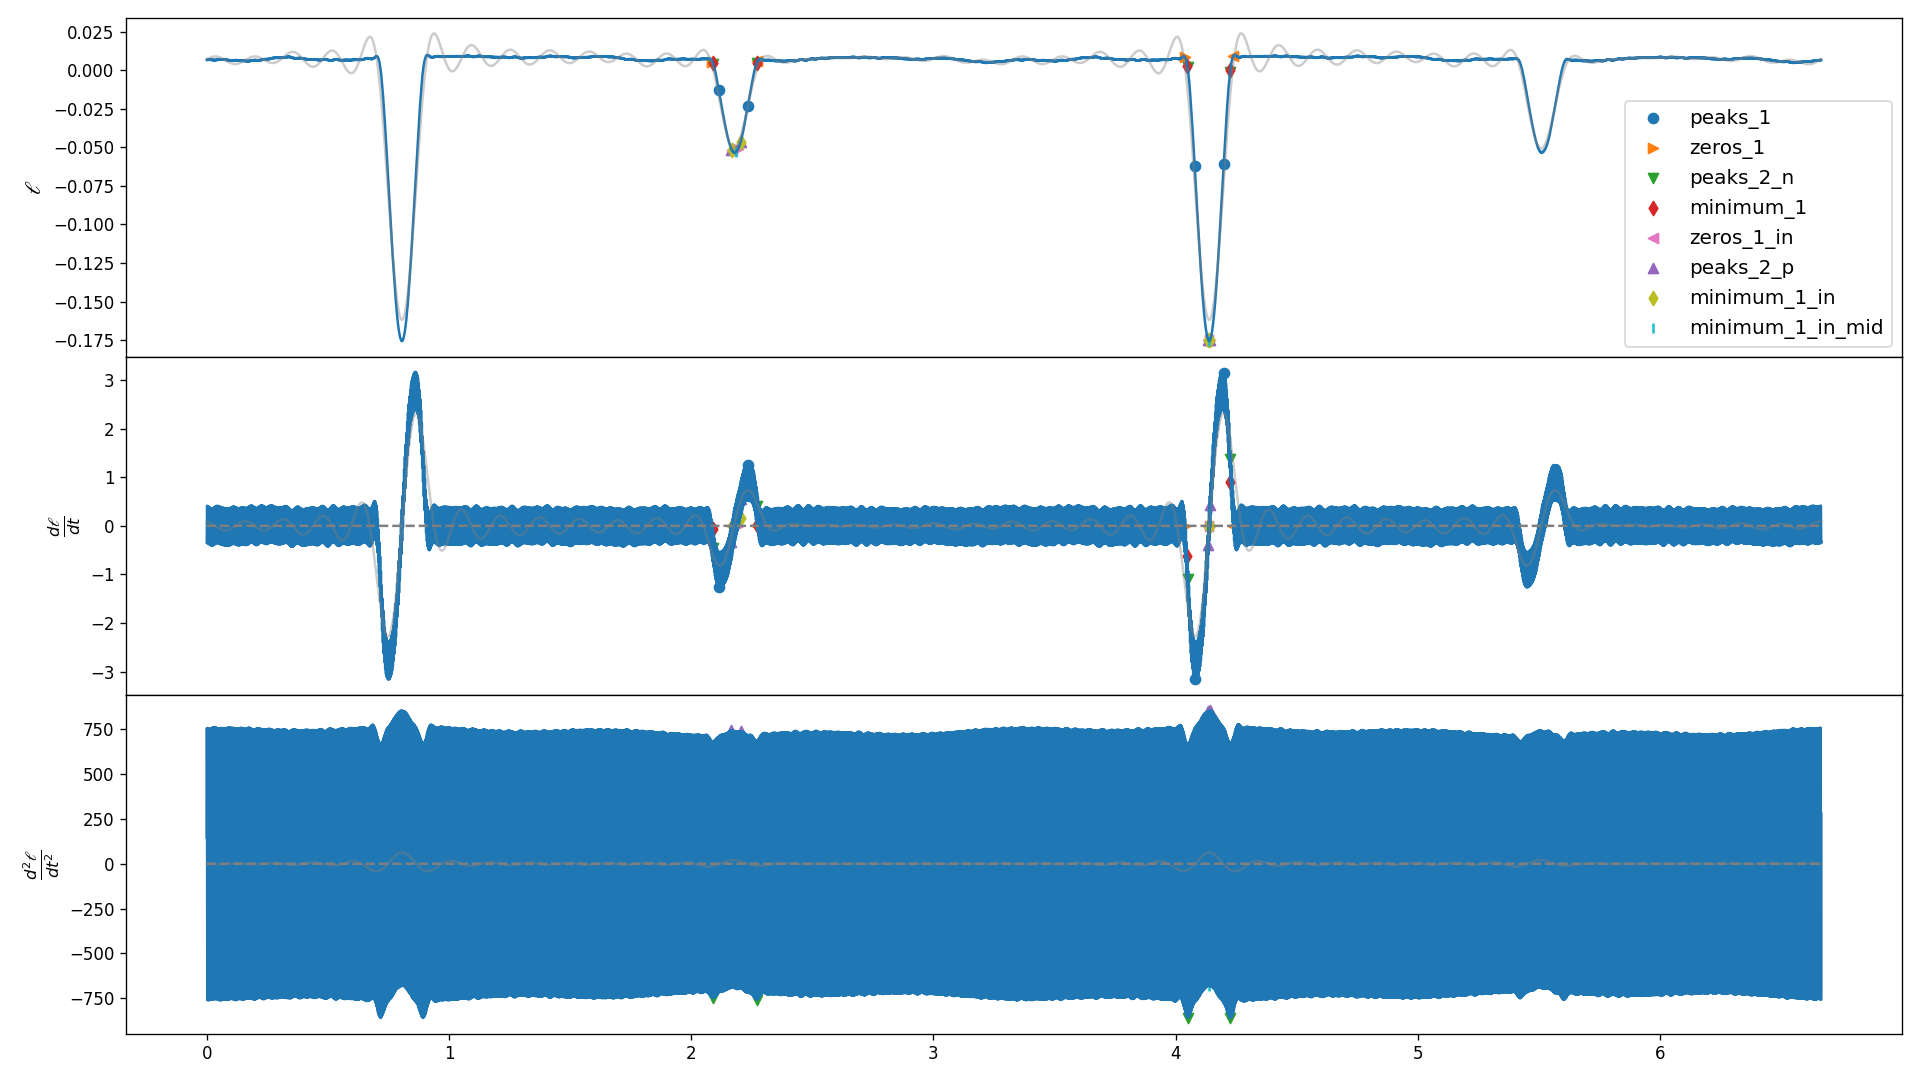 0.025
0.000
−0.025
−0.050
−0.075
−0.100
−0.125
−0.150
−0.175
ℓ
peaks_1
zeros_1
peaks_2_n
minimum_1
zeros_1_in
peaks_2_p
minimum_1_in
minimum_1_in_mid
3
2
1
0
−1
−2
−3
dℓ
dt
750
500
250
0
−250
−500
−750
d²ℓ
dt²
0 1 2 3 4 5 6